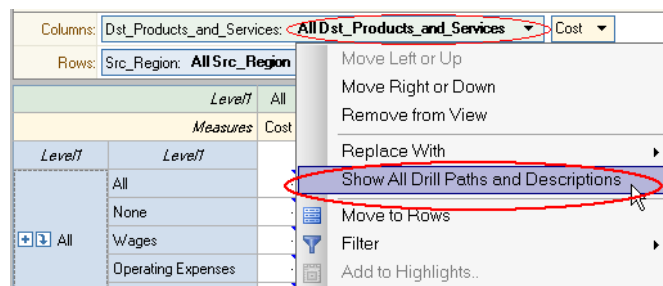 Columns: Dst_Products_and_Services: All Dst_Products_and_Services Cost
Rows: Src_Region: All Src_Region
Move Left or Up
Move Right or Down
Remove from View
Replace With
Show All Drill Paths and Descriptions
Move to Rows
Filter
Add to Highlights..
Level1 All
Measures Cost
Level1 Level1
All
None
All Wages
Operating Expenses